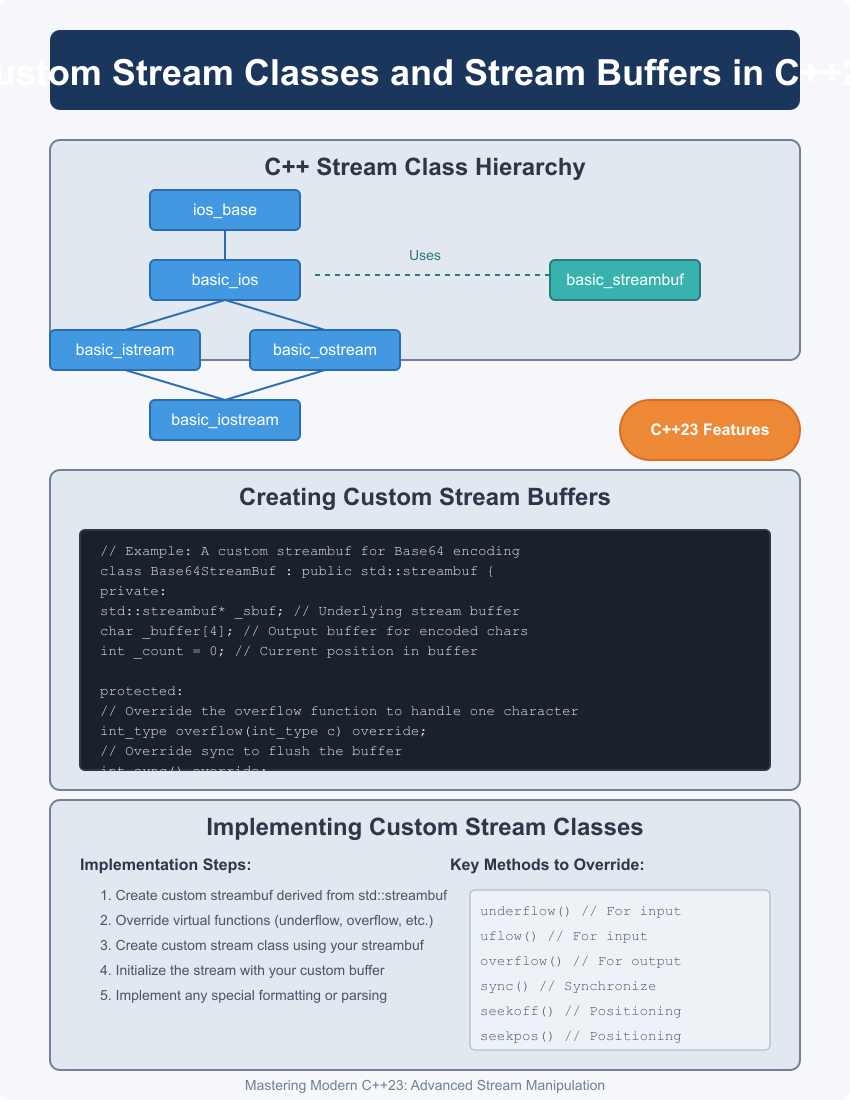 ustom Stream Classes and Stream Buffers in C++2
C++ Stream Class Hierarchy
ios_base
Uses
basic_ios
basic_streambuf
basic_istream
basic_ostream
basic_iostream
C++23 Features
Creating Custom Stream Buffers
// Example: A custom streambuf for Base64 encoding
class Base64StreamBuf : public std::streambuf {
private:
std::streambuf* _sbuf; // Underlying stream buffer
char _buffer[4]; // Output buffer for encoded chars
int _count = 0; // Current position in buffer
protected:
// Override the overflow function to handle one character
int_type overflow(int_type c) override;
// Override sync to flush the buffer
int sync() override;
Implementing Custom Stream Classes
Implementation Steps:
1. Create custom streambuf derived from std::streambuf
2. Override virtual functions (underflow, overflow, etc.)
3. Create custom stream class using your streambuf
4. Initialize the stream with your custom buffer
5. Implement any special formatting or parsing
Key Methods to Override:
underflow() // For input
uflow() // For input
overflow() // For output
sync() // Synchronize
seekoff() // Positioning
seekpos() // Positioning
Mastering Modern C++23: Advanced Stream Manipulation